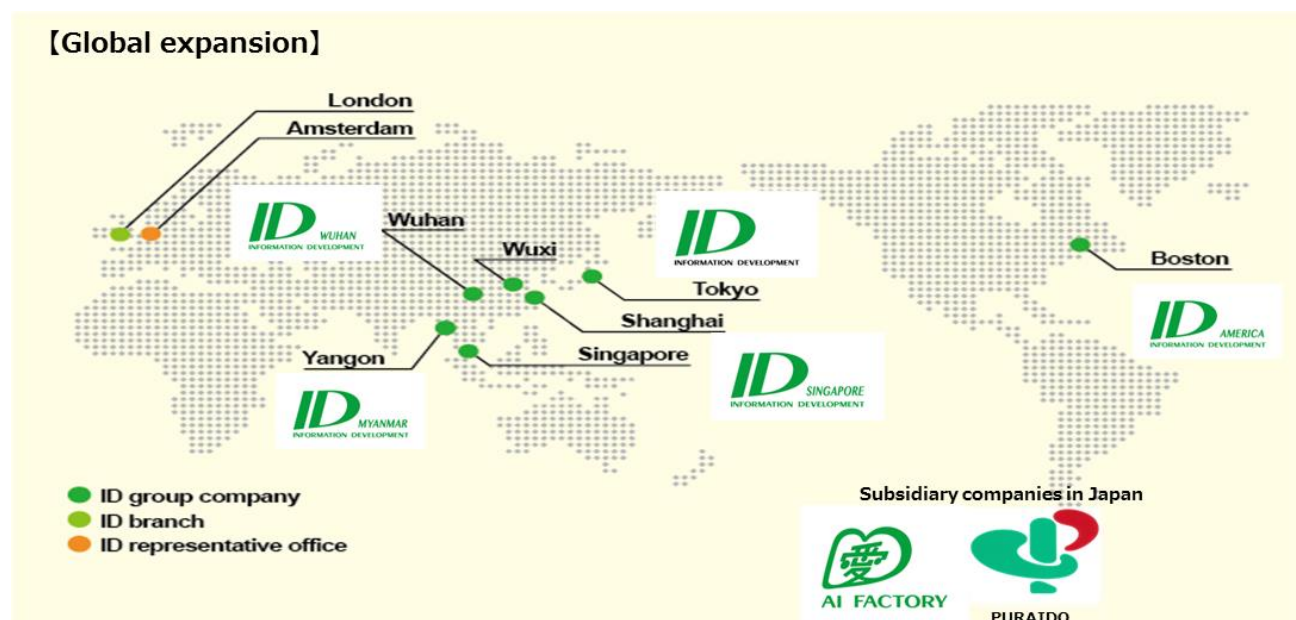 【Global expansion】
London
Amsterdam
ID WUHAN
INFORMATION DEVELOPMENT
Wuhan
Wuxi
ID
INFORMATION DEVELOPMENT
Tokyo
Shanghai
Singapore
Yangon
Boston
ID AMERICA
INFORMATION DEVELOPMENT
ID SINGAPORE
INFORMATION DEVELOPMENT
ID MYANMAR
INFORMATION DEVELOPMENT
ID group company
ID branch
ID representative office
Subsidiary companies in Japan
愛
AI FACTORY
PURAIDO